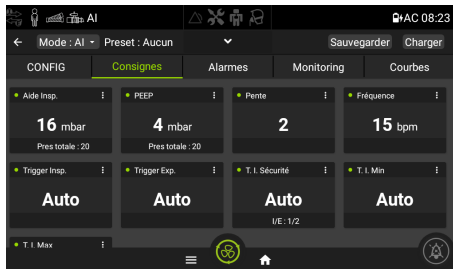 AI AC 08:23
Mode : AI Preset : Aucun Sauvegarder Charger
CONFIG Consignes Alarmes Monitoring Courbes
Aide Insp. PEEP Pente Fréquence
16 mbar 4 mbar 2 15 bpm
Pres totale : 20 Pres totale : 20
Trigger Insp. Trigger Exp. T. I. Sécurité T. I. Min
Auto Auto Auto Auto
I/E : 1/2
T. I. Max